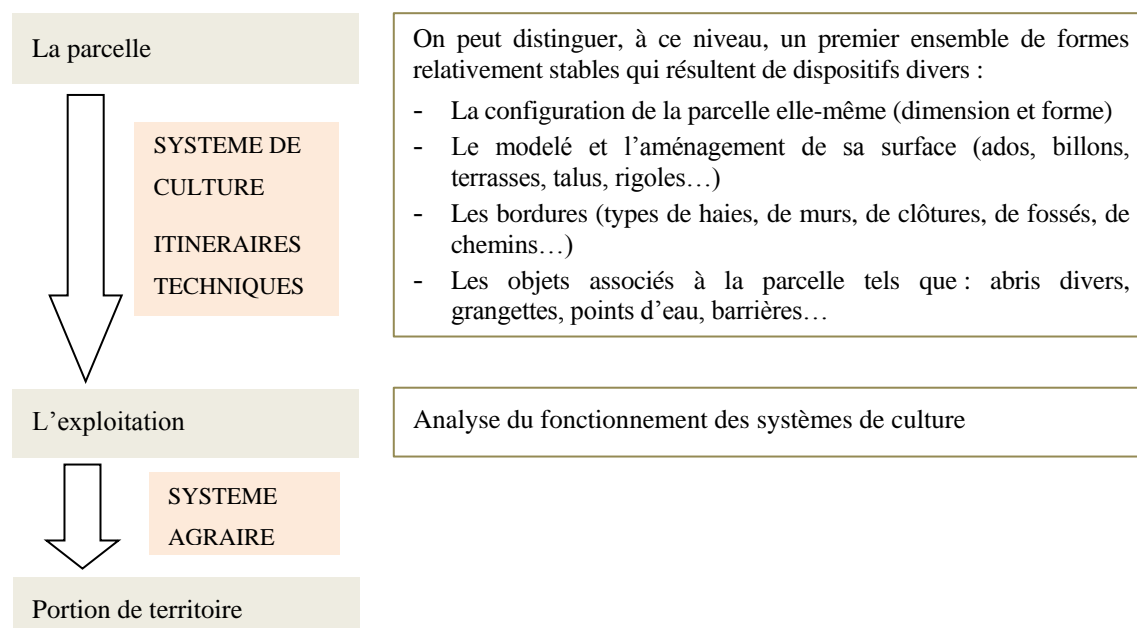 La parcelle
On peut distinguer, à ce niveau, un premier ensemble de formes
relativement stables qui résultent de dispositifs divers :
- La configuration de la parcelle elle-même (dimension et forme)
- Le modelé et l’aménagement de sa surface (ados, billons,
terrasses, talus, rigoles…)
- Les bordures (types de haies, de murs, de clôtures, de fossés, de
chemins…)
- Les objets associés à la parcelle tels que : abris divers,
grangettes, points d’eau, barrières…
SYSTEME DE
CULTURE
ITINERAIRES
TECHNIQUES
L’exploitation
Analyse du fonctionnement des systèmes de culture
SYSTEME
AGRAIRE
Portion de territoire